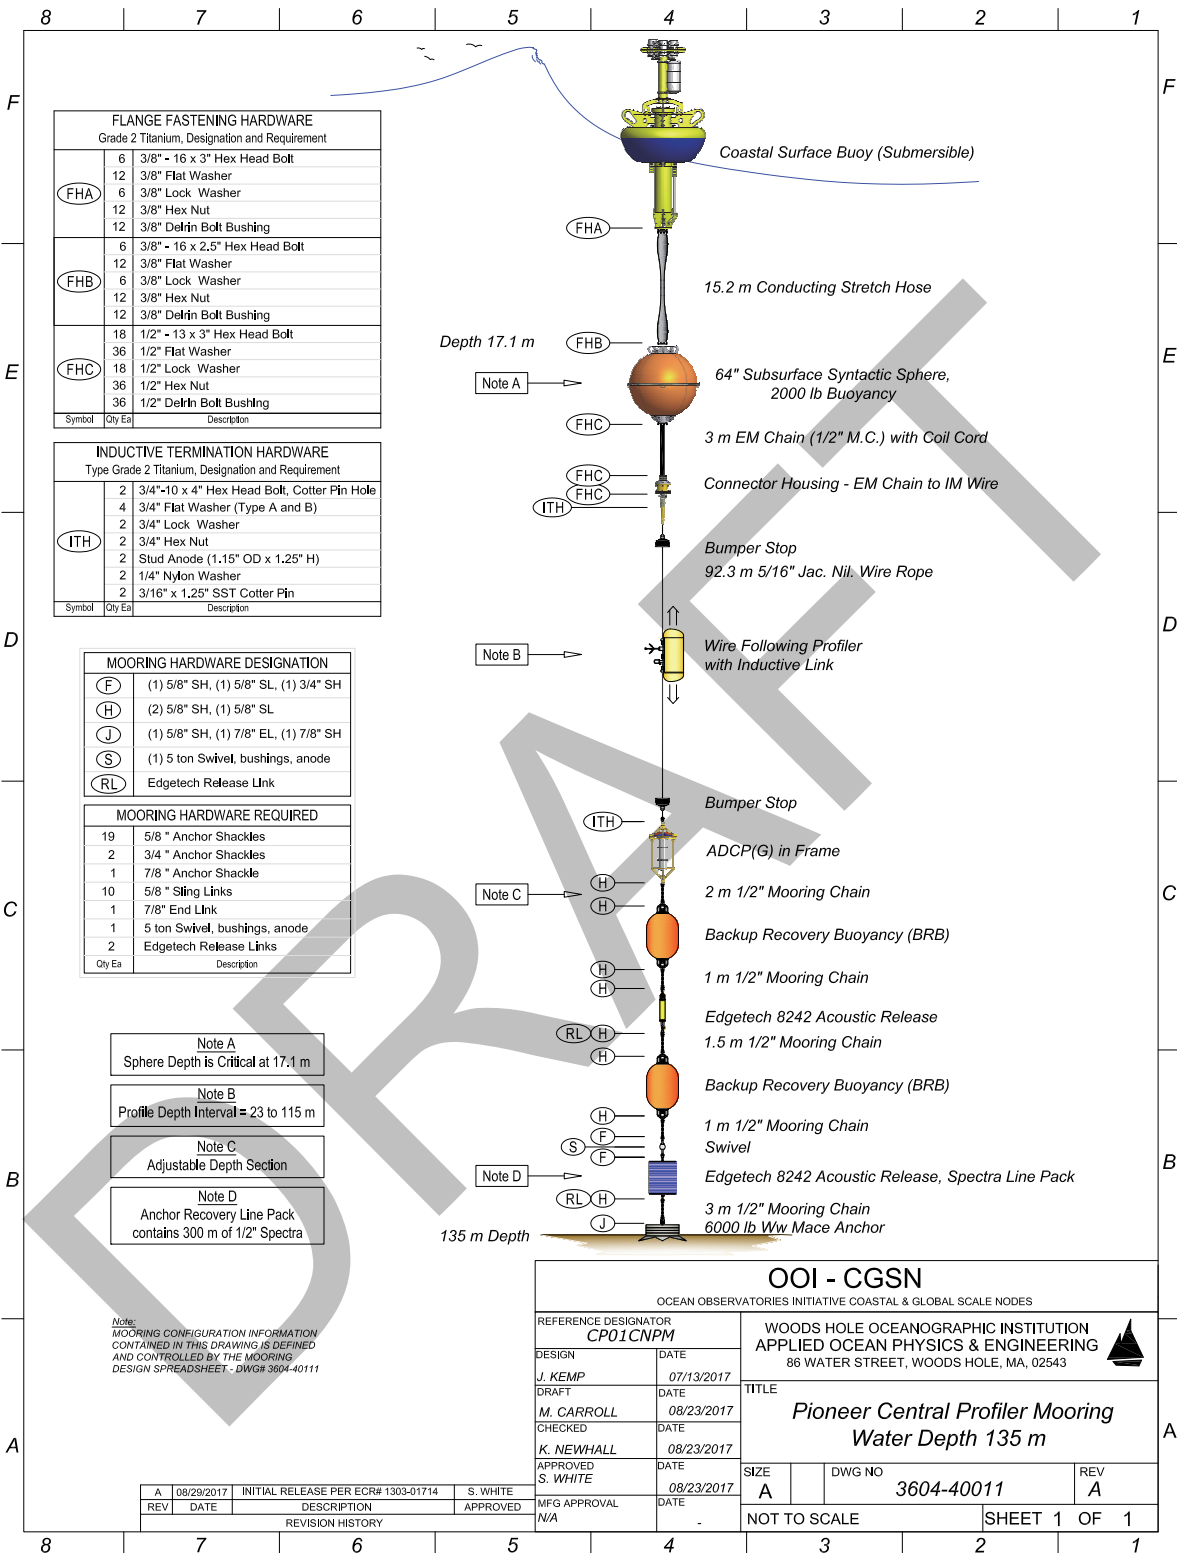 8 7 6 5 4 3 2 1
F
F
E
E
D
D
C
C
B
B
A
A
FLANGE FASTENING HARDWARE
Grade 2 Titanium, Designation and Requirement
FHA
6 3/8" - 16 x 3" Hex Head Bolt
12 3/8" Flat Washer
6 3/8" Lock Washer
12 3/8" Hex Nut
12 3/8" Delrin Bolt Bushing
FHB
6 3/8" - 16 x 2.5" Hex Head Bolt
12 3/8" Flat Washer
6 3/8" Lock Washer
12 3/8" Hex Nut
12 3/8" Delrin Bolt Bushing
FHC
18 1/2" - 13 x 3" Hex Head Bolt
36 1/2" Flat Washer
18 1/2" Lock Washer
36 1/2" Hex Nut
36 1/2" Delrin Bolt Bushing
Symbol Qty Ea Description
INDUCTIVE TERMINATION HARDWARE
Type Grade 2 Titanium, Designation and Requirement
ITH
2 3/4"-10 x 4" Hex Head Bolt, Cotter Pin Hole
4 3/4" Flat Washer (Type A and B)
2 3/4" Lock Washer
2 3/4" Hex Nut
2 Stud Anode (1.15" OD x 1.25" H)
2 1/4" Nylon Washer
2 3/16" x 1.25" SST Cotter Pin
Symbol Qty Ea Description
MOORING HARDWARE DESIGNATION
F (1) 5/8" SH, (1) 5/8" SL, (1) 3/4" SH
H (2) 5/8" SH, (1) 5/8" SL
J (1) 5/8" SH, (1) 7/8" EL, (1) 7/8" SH
S (1) 5 ton Swivel, bushings, anode
RL Edgetech Release Link
MOORING HARDWARE REQUIRED
19 5/8 " Anchor Shackles
2 3/4" Anchor Shackles
1 7/8" Anchor Shackle
10 5/8" Sling Links
1 7/8" End Link
1 5 ton Swivel, bushings, anode
2 Edgetech Release Links
Qty Ea Description
Note A
Sphere Depth is Critical at 17.1 m
Note B
Profile Depth Interval = 23 to 115 m
Note C
Adjustable Depth Section
Note D
Anchor Recovery Line Pack
contains 300 m of 1/2" Spectra
Note:
MOORING CONFIGURATION INFORMATION
CONTAINED IN THIS DRAWING IS DEFINED
AND CONTROLLED BY THE MOORING
DESIGN SPREADSHEET - DWG# 3604-40111
DRAFT
Coastal Surface Buoy (Submersible)
FHA
15.2 m Conducting Stretch Hose
Depth 17.1 m
FHB
Note A
64" Subsurface Syntactic Sphere,
2000 lb Buoyancy
FHC
3 m EM Chain (1/2" M.C.) with Coil Cord
FHC
Connector Housing - EM Chain to IM Wire
FHC
ITH
Bumper Stop
92.3 m 5/16" Jac. Nil. Wire Rope
Note B
Wire Following Profiler
with Inductive Link
Bumper Stop
ITH
ADCP(G) in Frame
H
Note C
2 m 1/2" Mooring Chain
H
Backup Recovery Buoyancy (BRB)
H
1 m 1/2" Mooring Chain
H
Edgetech 8242 Acoustic Release
RL H
1.5 m 1/2" Mooring Chain
H
Backup Recovery Buoyancy (BRB)
H
1 m 1/2" Mooring Chain
F
S
Swivel
F
Note D
Edgetech 8242 Acoustic Release, Spectra Line Pack
RL H
3 m 1/2" Mooring Chain
J
6000 lb Ww Mace Anchor
135 m Depth
OOI - CGSN
OCEAN OBSERVATORIES INITIATIVE COASTAL & GLOBAL SCALE NODES
REFERENCE DESIGNATOR
CP01CNPM
DESIGN DATE
J. KEMP 07/13/2017
DRAFT DATE
M. CARROLL 08/23/2017
CHECKED DATE
K. NEWHALL 08/23/2017
APPROVED DATE
S. WHITE 08/23/2017
MFG APPROVAL DATE
N/A -
WOODS HOLE OCEANOGRAPHIC INSTITUTION
APPLIED OCEAN PHYSICS & ENGINEERING
86 WATER STREET, WOODS HOLE, MA, 02543
TITLE
Pioneer Central Profiler Mooring
Water Depth 135 m
SIZE DWG NO REV
A 3604-40011 A
NOT TO SCALE SHEET 1 OF 1
A 08/29/2017 INITIAL RELEASE PER ECR# 1303-01714 S. WHITE
REV DATE DESCRIPTION APPROVED
REVISION HISTORY
8 7 6 5 4 3 2 1